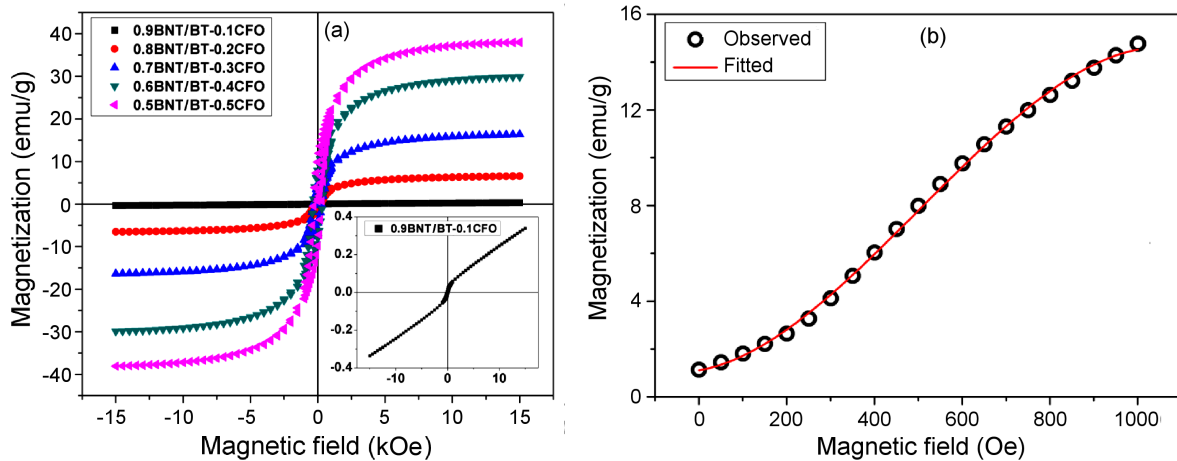 (a)
0.9BNT/BT-0.1CFO
0.8BNT/BT-0.2CFO
0.7BNT/BT-0.3CFO
0.6BNT/BT-0.4CFO
0.5BNT/BT-0.5CFO
Magnetization (emu/g)
40
30
20
10
0
-10
-20
-30
-40
-15
-10
-5
0
5
10
15
Magnetic field (kOe)
0.9BNT/BT-0.1CFO
0.4
0.2
0.0
-0.2
-0.4
-10
0
10
(b)
Observed
Fitted
Magnetization (emu/g)
16
12
8
4
0
0
200
400
600
800
1000
Magnetic field (Oe)